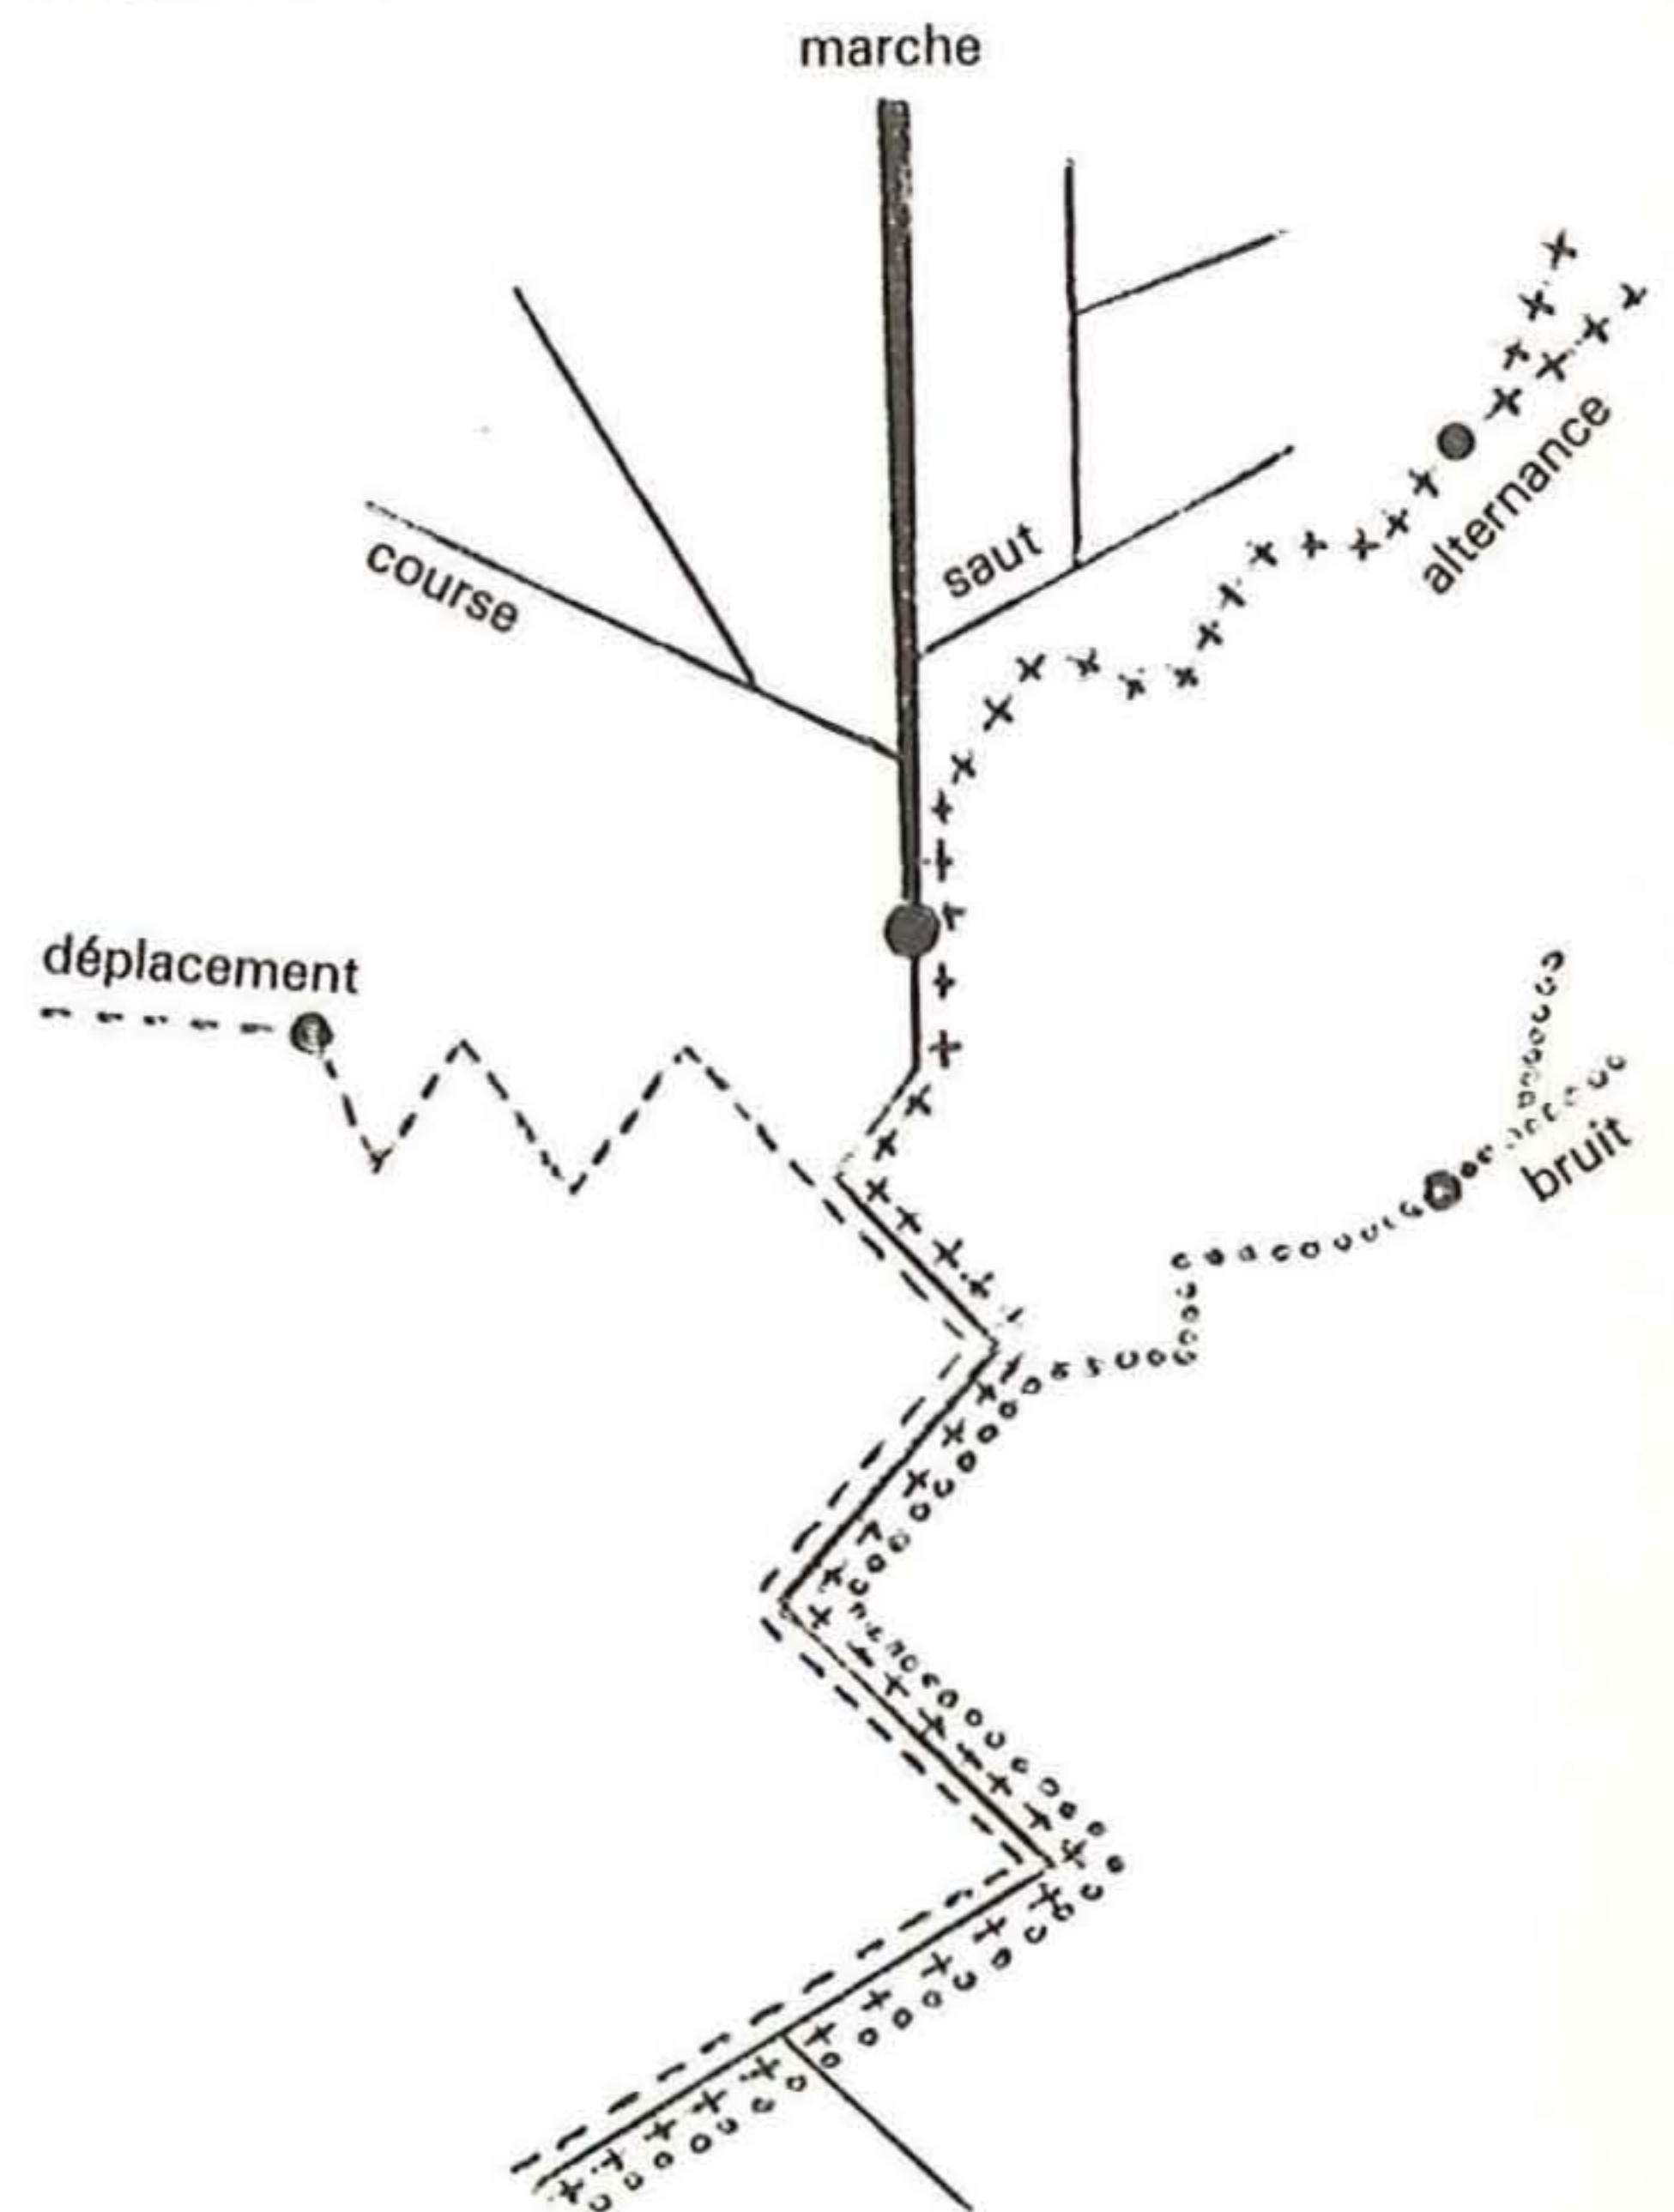 marche
saut
course
alternance
déplacement
bruit